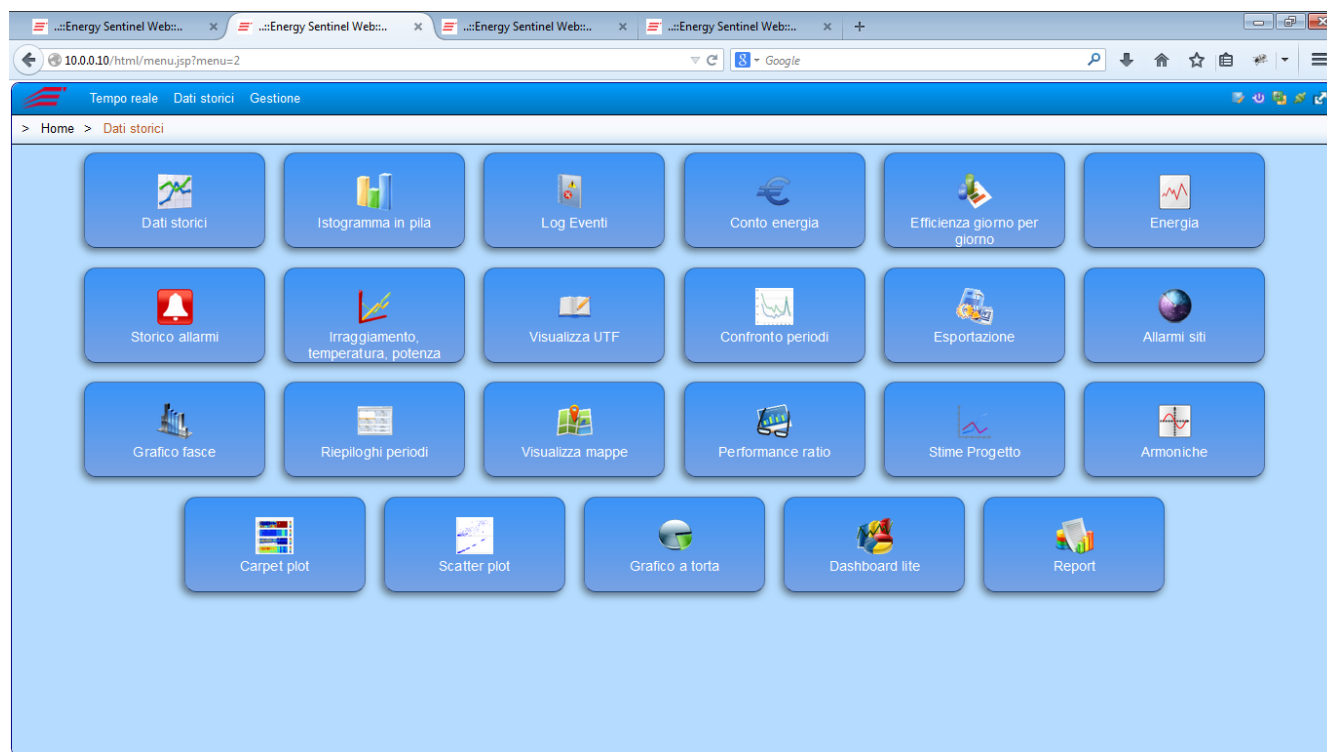 ..::Energy Sentinel Web::... ..::Energy Sentinel Web::... ..::Energy Sentinel Web::... ..::Energy Sentinel Web::...
10.0.0.10/html/menu.jsp?menu=2 Google
Tempo reale Dati storici Gestione
> Home > Dati storici
Dati storici
Istogramma in pila
Log Eventi
Conto energia
Efficienza giorno per
giorno
Energia
Storico allarmi
Irraggiamento,
temperatura, potenza
Visualizza UTF
Confronto periodi
Esportazione
Allarmi siti
Grafico fasce
Riepiloghi periodi
Visualizza mappe
Performance ratio
Stime Progetto
Armoniche
Carpet plot
Scatter plot
Grafico a torta
Dashboard lite
Report